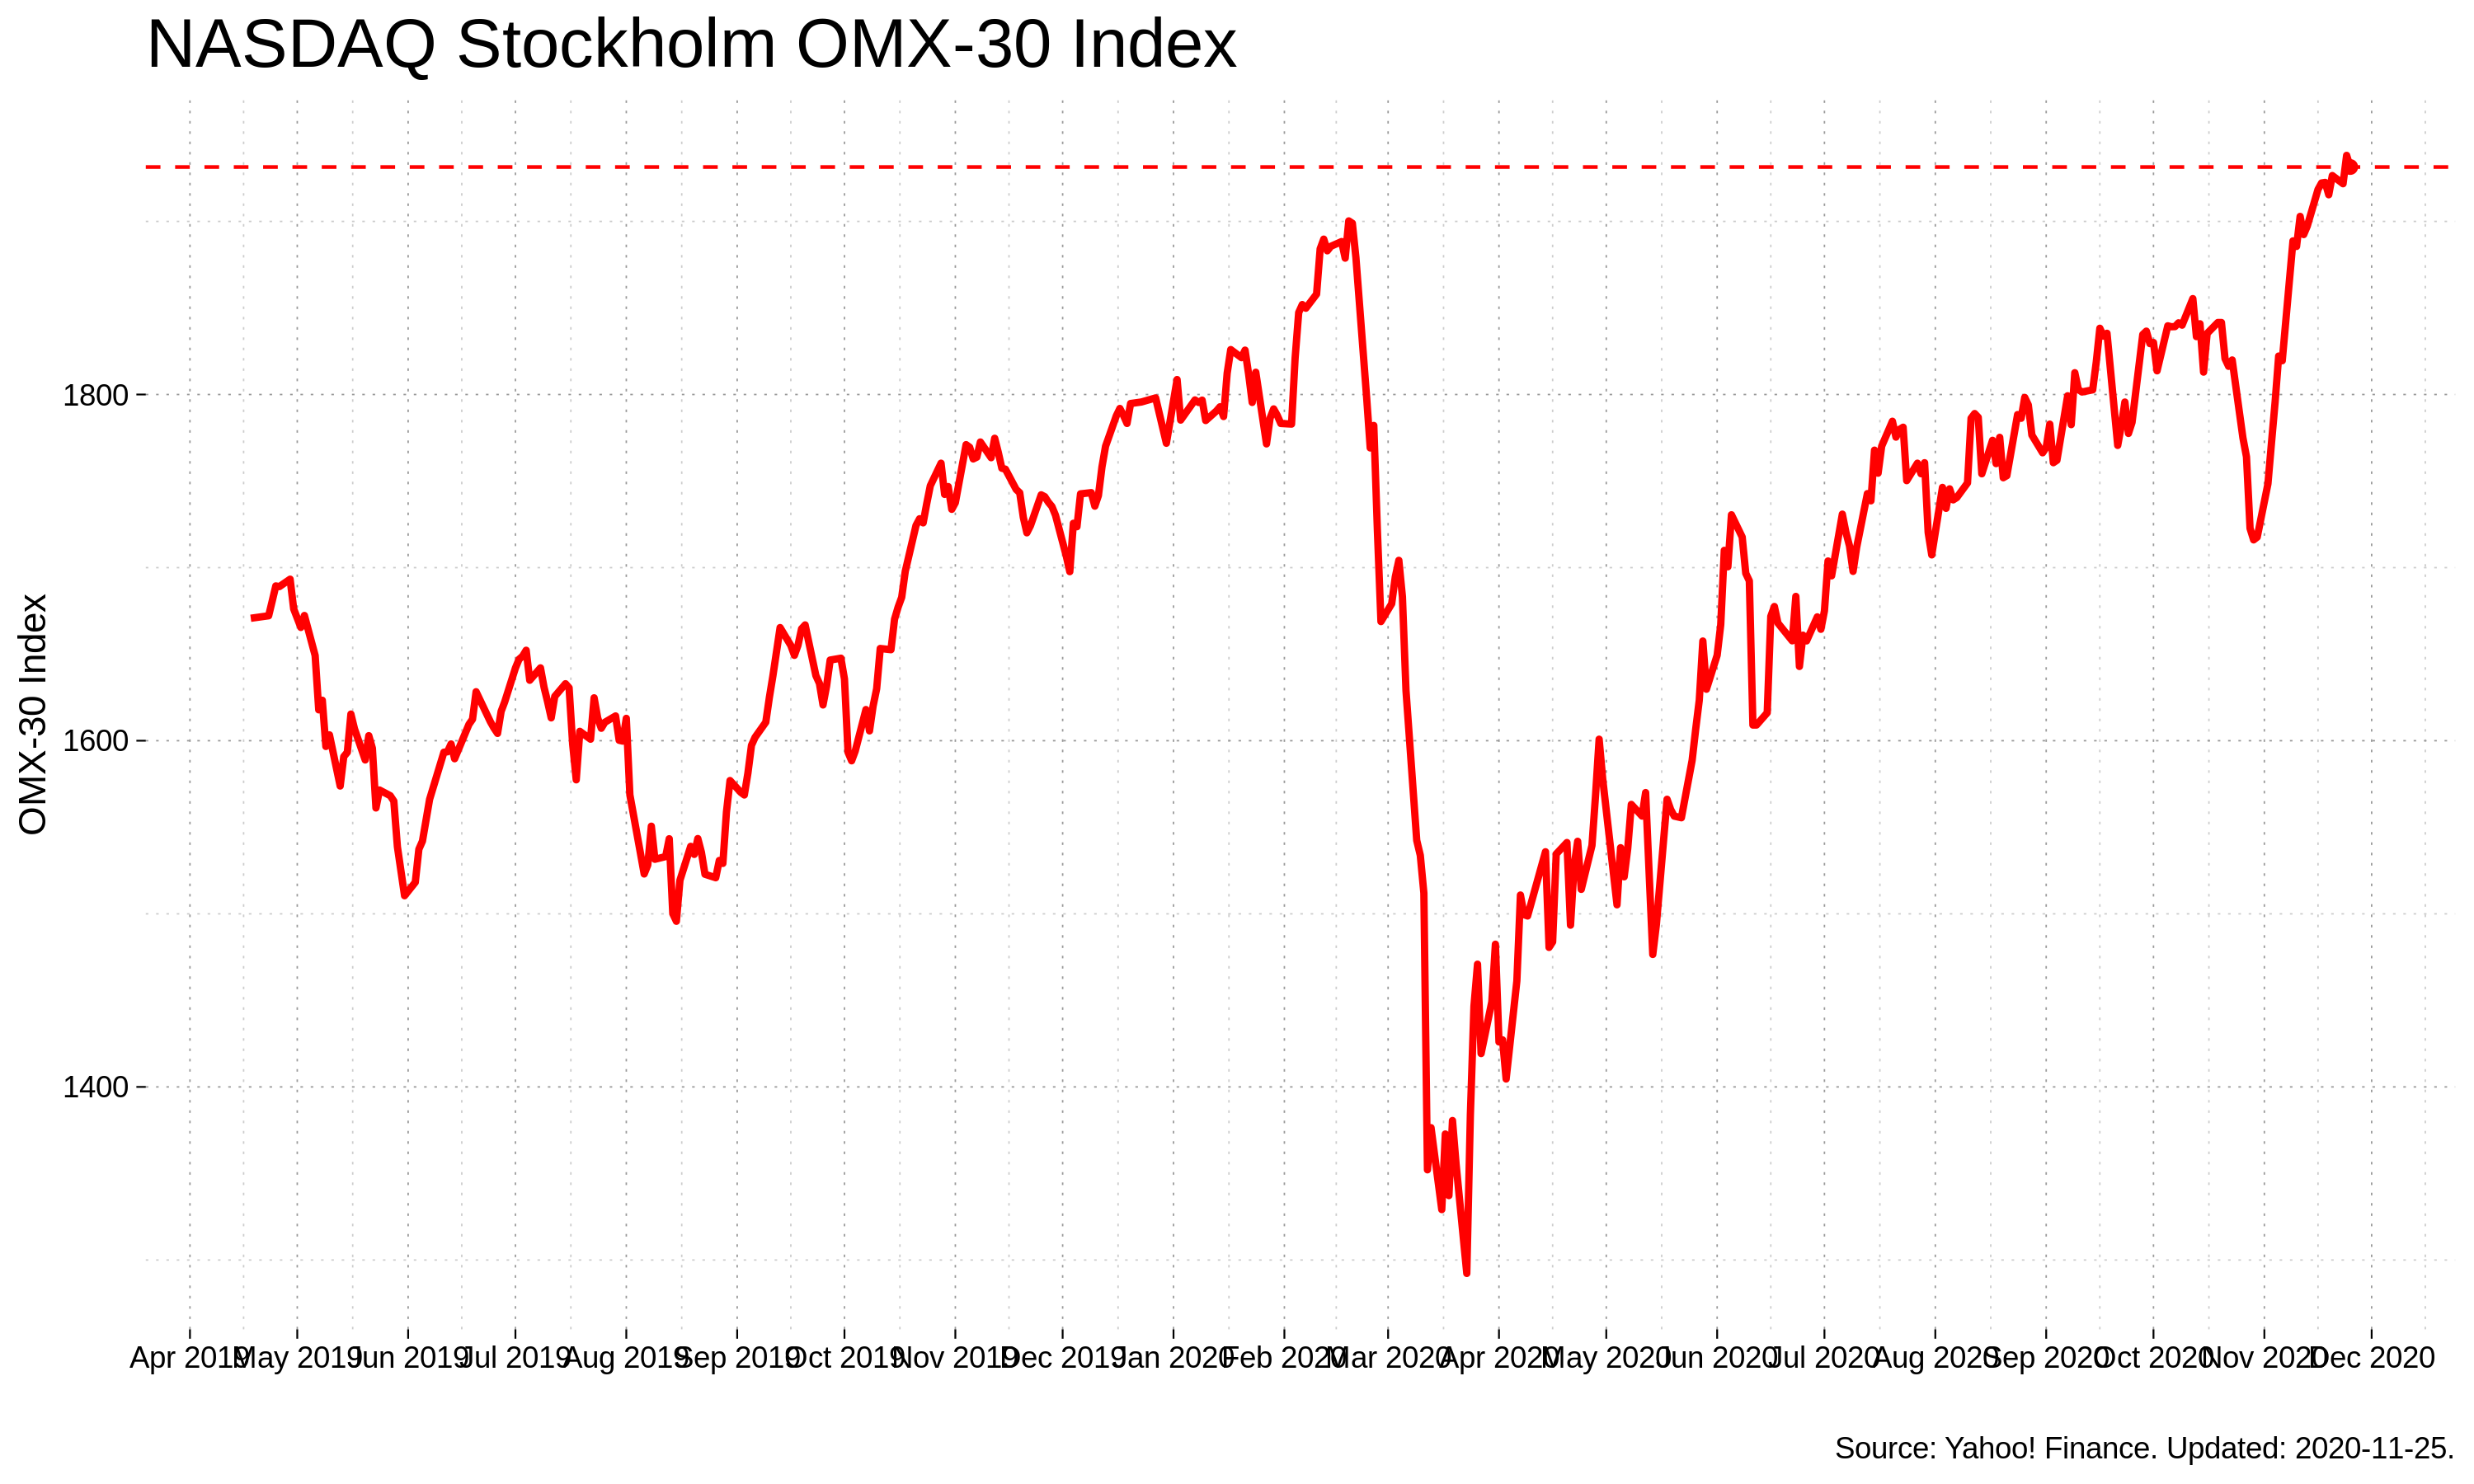 NASDAQ Stockholm OMX-30 Index
OMX-30 Index
1800
1600
1400
Apr 2019 May 2019 Jun 2019 Jul 2019 Aug 2019 Sep 2019 Oct 2019 Nov 2019 Dec 2019 Jan 2020 Feb 2020 Mar 2020 Apr 2020 May 2020 Jun 2020 Jul 2020 Aug 2020 Sep 2020 Oct 2020 Nov 2020 Dec 2020
Source: Yahoo! Finance. Updated: 2020-11-25.